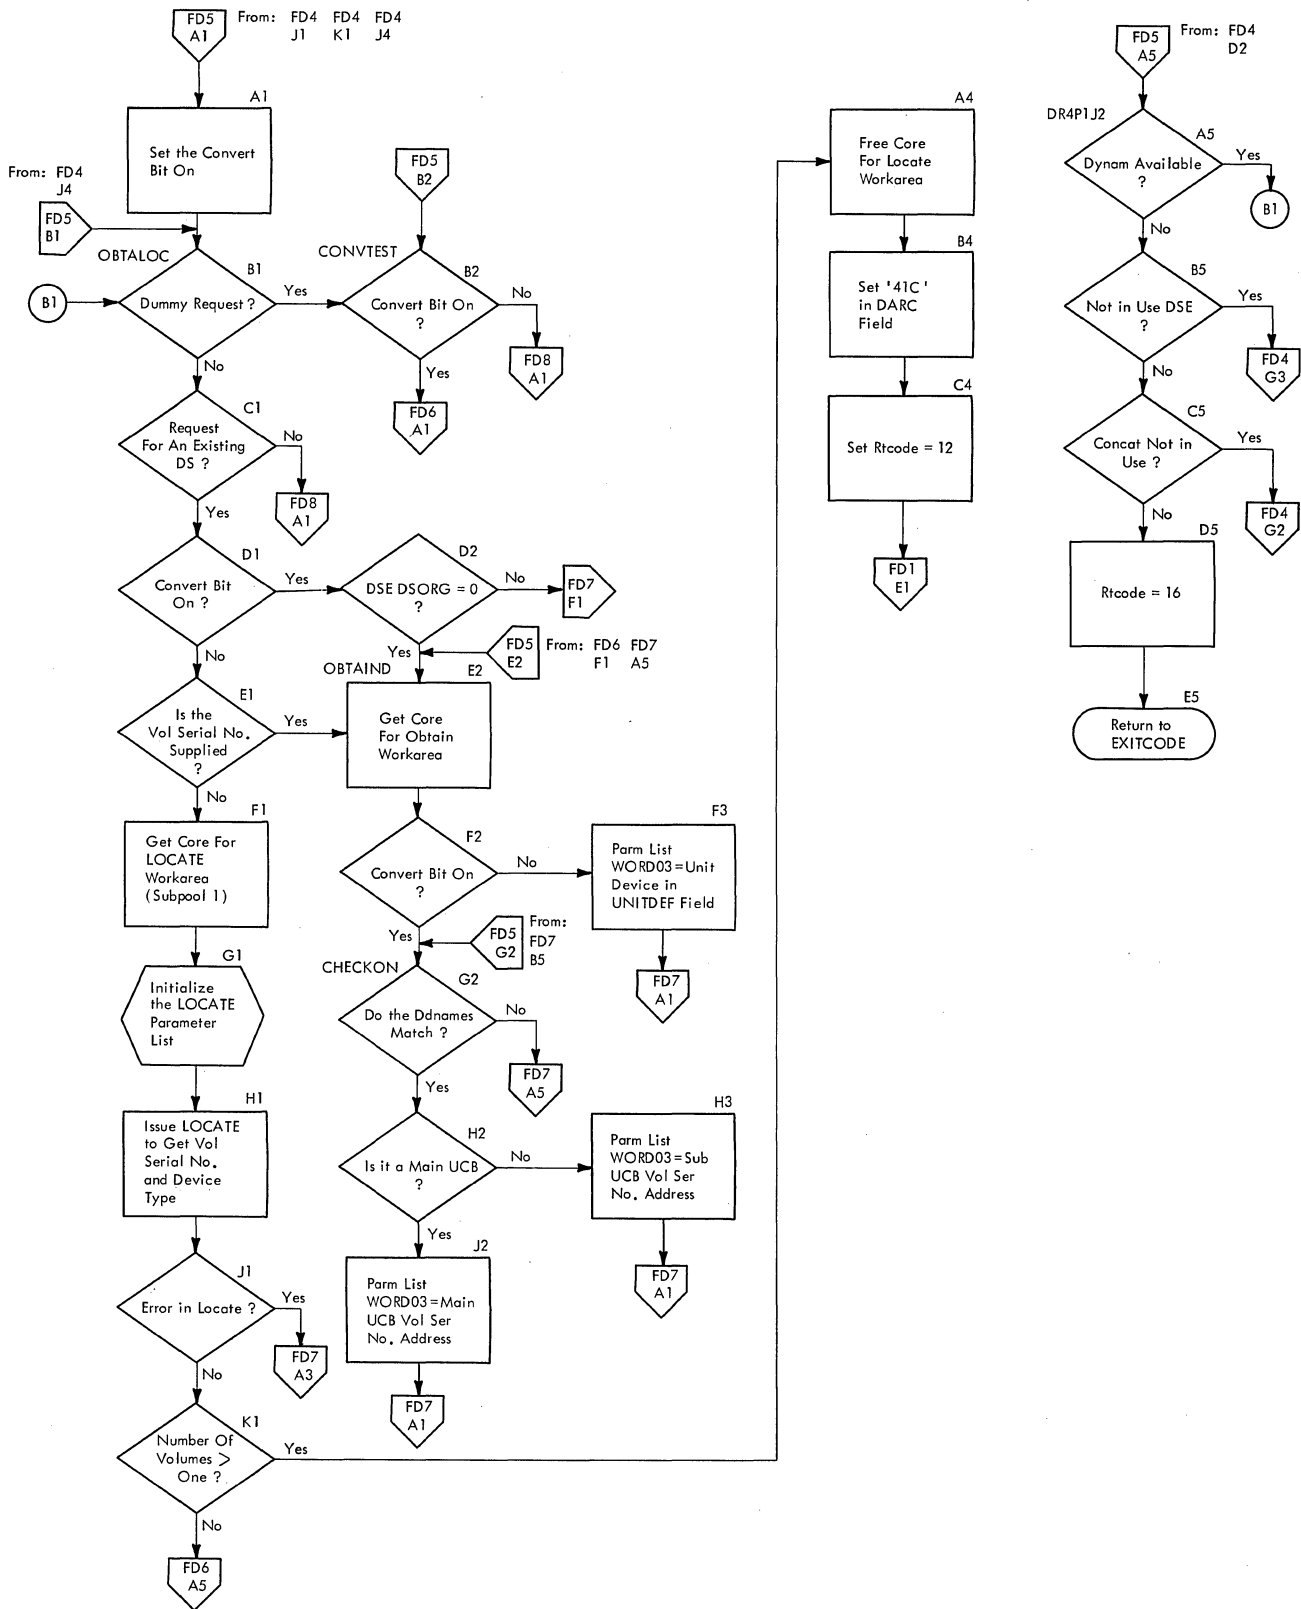 FD5
A1
From: FD4 FD4 FD4
J1 K1 J4
A1
Set the Convert
Bit On
From: FD4
J4
FD5
B1
OBTALOC
B1
B1
Dummy Request ?
Yes
No
FD5
B2
CONVTEST
B2
Convert Bit On
?
No
FD8
A1
Yes
FD6
A1
C1
Request
For An Existing
DS ?
No
FD8
A1
Yes
D1
Convert Bit
On ?
Yes
No
D2
DSE DSORG = 0
?
No
FD7
F1
Yes
FD5
E2
From: FD6 FD7
F1 A5
OBTAIND
E2
Get Core
For Obtain
Workarea
E1
Is the
Vol Serial No.
Supplied
?
Yes
No
F1
Get Core For
LOCATE
Workarea
(Subpool 1)
F2
Convert Bit On
?
No
Yes
F3
Parm List
WORD03=Unit
Device in
UNITDEF Field
FD7
A1
FD5
G2
From:
FD7
B5
G1
Initialize
the LOCATE
Parameter
List
CHECKON
G2
Do the Ddnames
Match ?
No
FD7
A5
Yes
H1
Issue LOCATE
to Get Vol
Serial No.
and Device
Type
H2
Is it a Main UCB
?
No
Yes
H3
Parm List
WORD03=Sub
UCB Vol Ser
No. Address
FD7
A1
J1
Error in Locate ?
Yes
FD7
A3
No
J2
Parm List
WORD03=Main
UCB Vol Ser
No. Address
FD7
A1
K1
Number Of
Volumes >
One ?
Yes
No
FD6
A5
A4
Free Core
For Locate
Workarea
B4
Set '41C'
in DARC
Field
C4
Set Rtcode = 12
FD1
E1
FD5
A5
From: FD4
D2
DR4P1J2
A5
Dynam Available
?
Yes
B1
No
B5
Not in Use DSE
?
Yes
FD4
G3
No
C5
Concat Not in
Use ?
Yes
FD4
G2
No
D5
Rtcode = 16
E5
Return to
EXITCODE